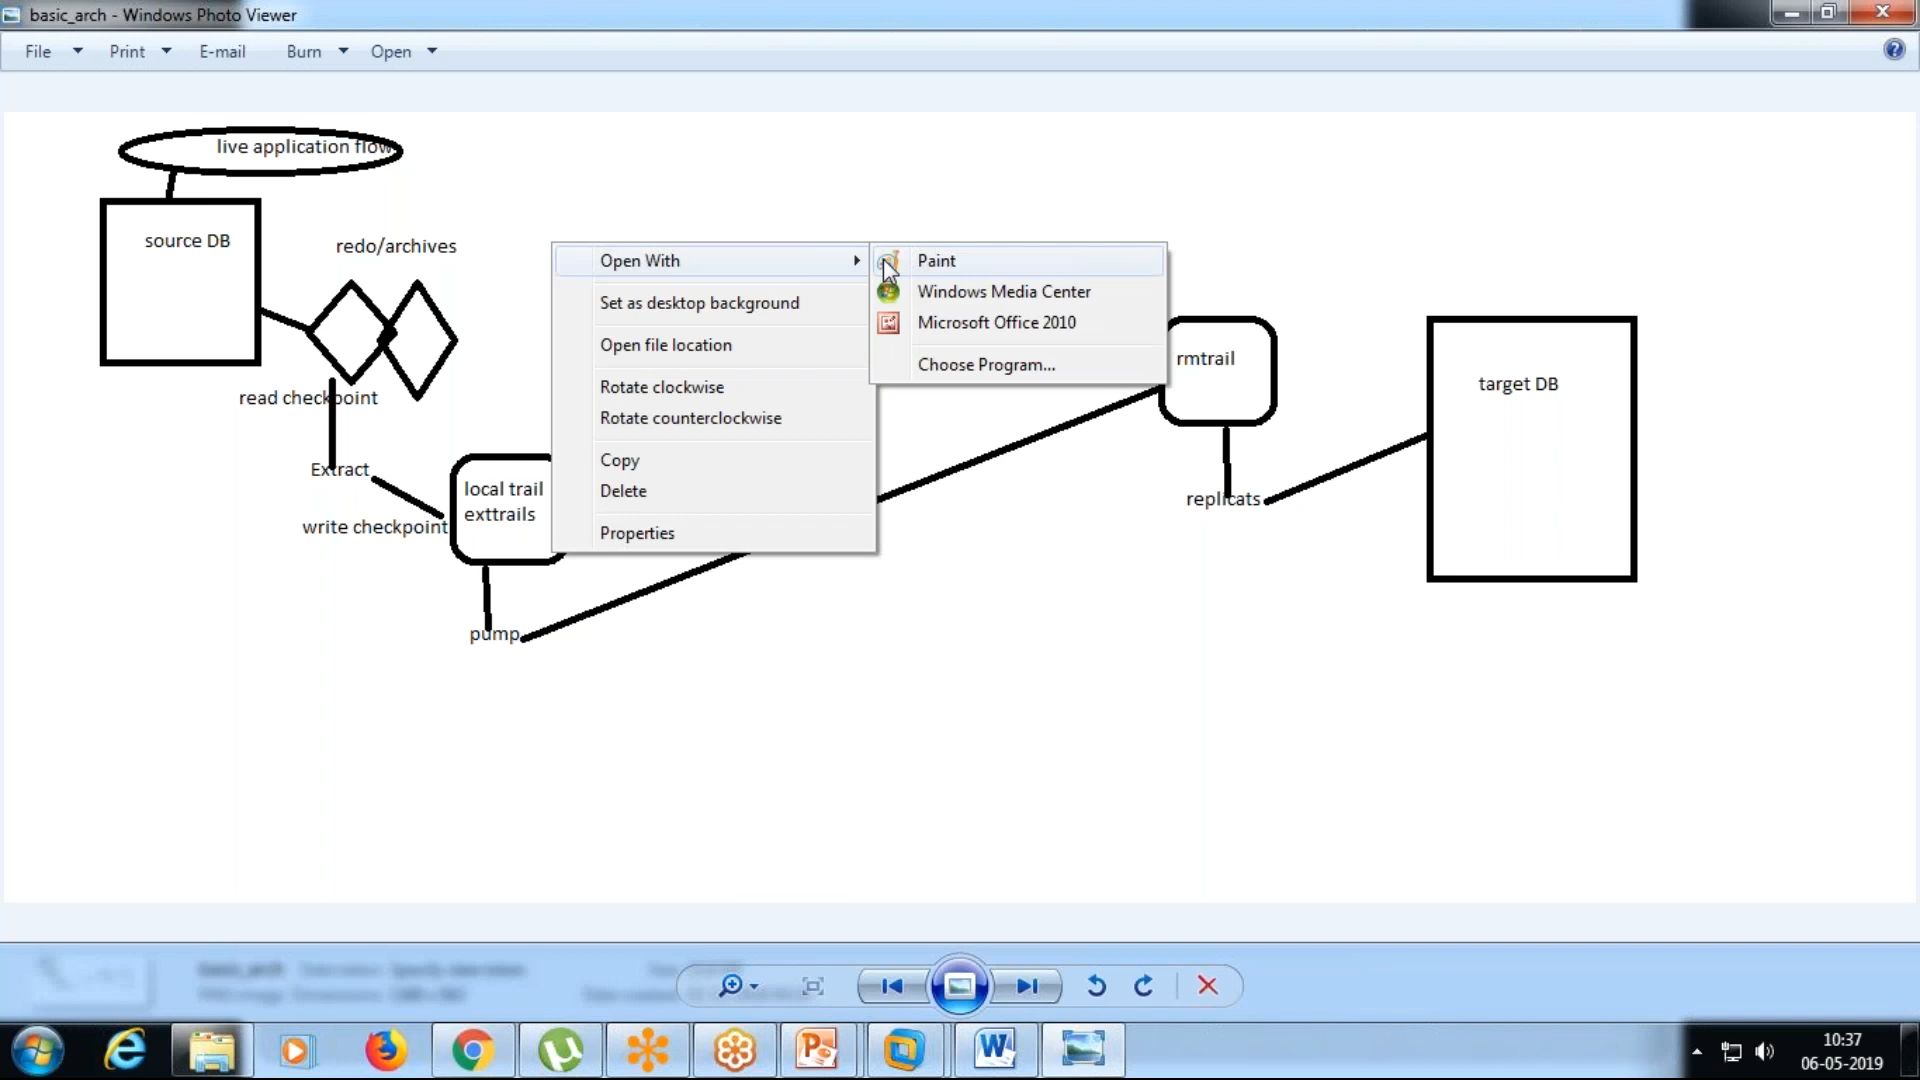 basic_arch - Windows Photo Viewer
File Print E-mail Burn Open
live application flow
source DB
redo/archives
read checkpoint
Extract
write checkpoint
local trail
exttrails
pump
Open With
Set as desktop background
Open file location
Rotate clockwise
Rotate counterclockwise
Copy
Delete
Properties
Paint
Windows Media Center
Microsoft Office 2010
Choose Program...
rmtrail
replicats
target DB
basic_arch
10:37
06-05-2019